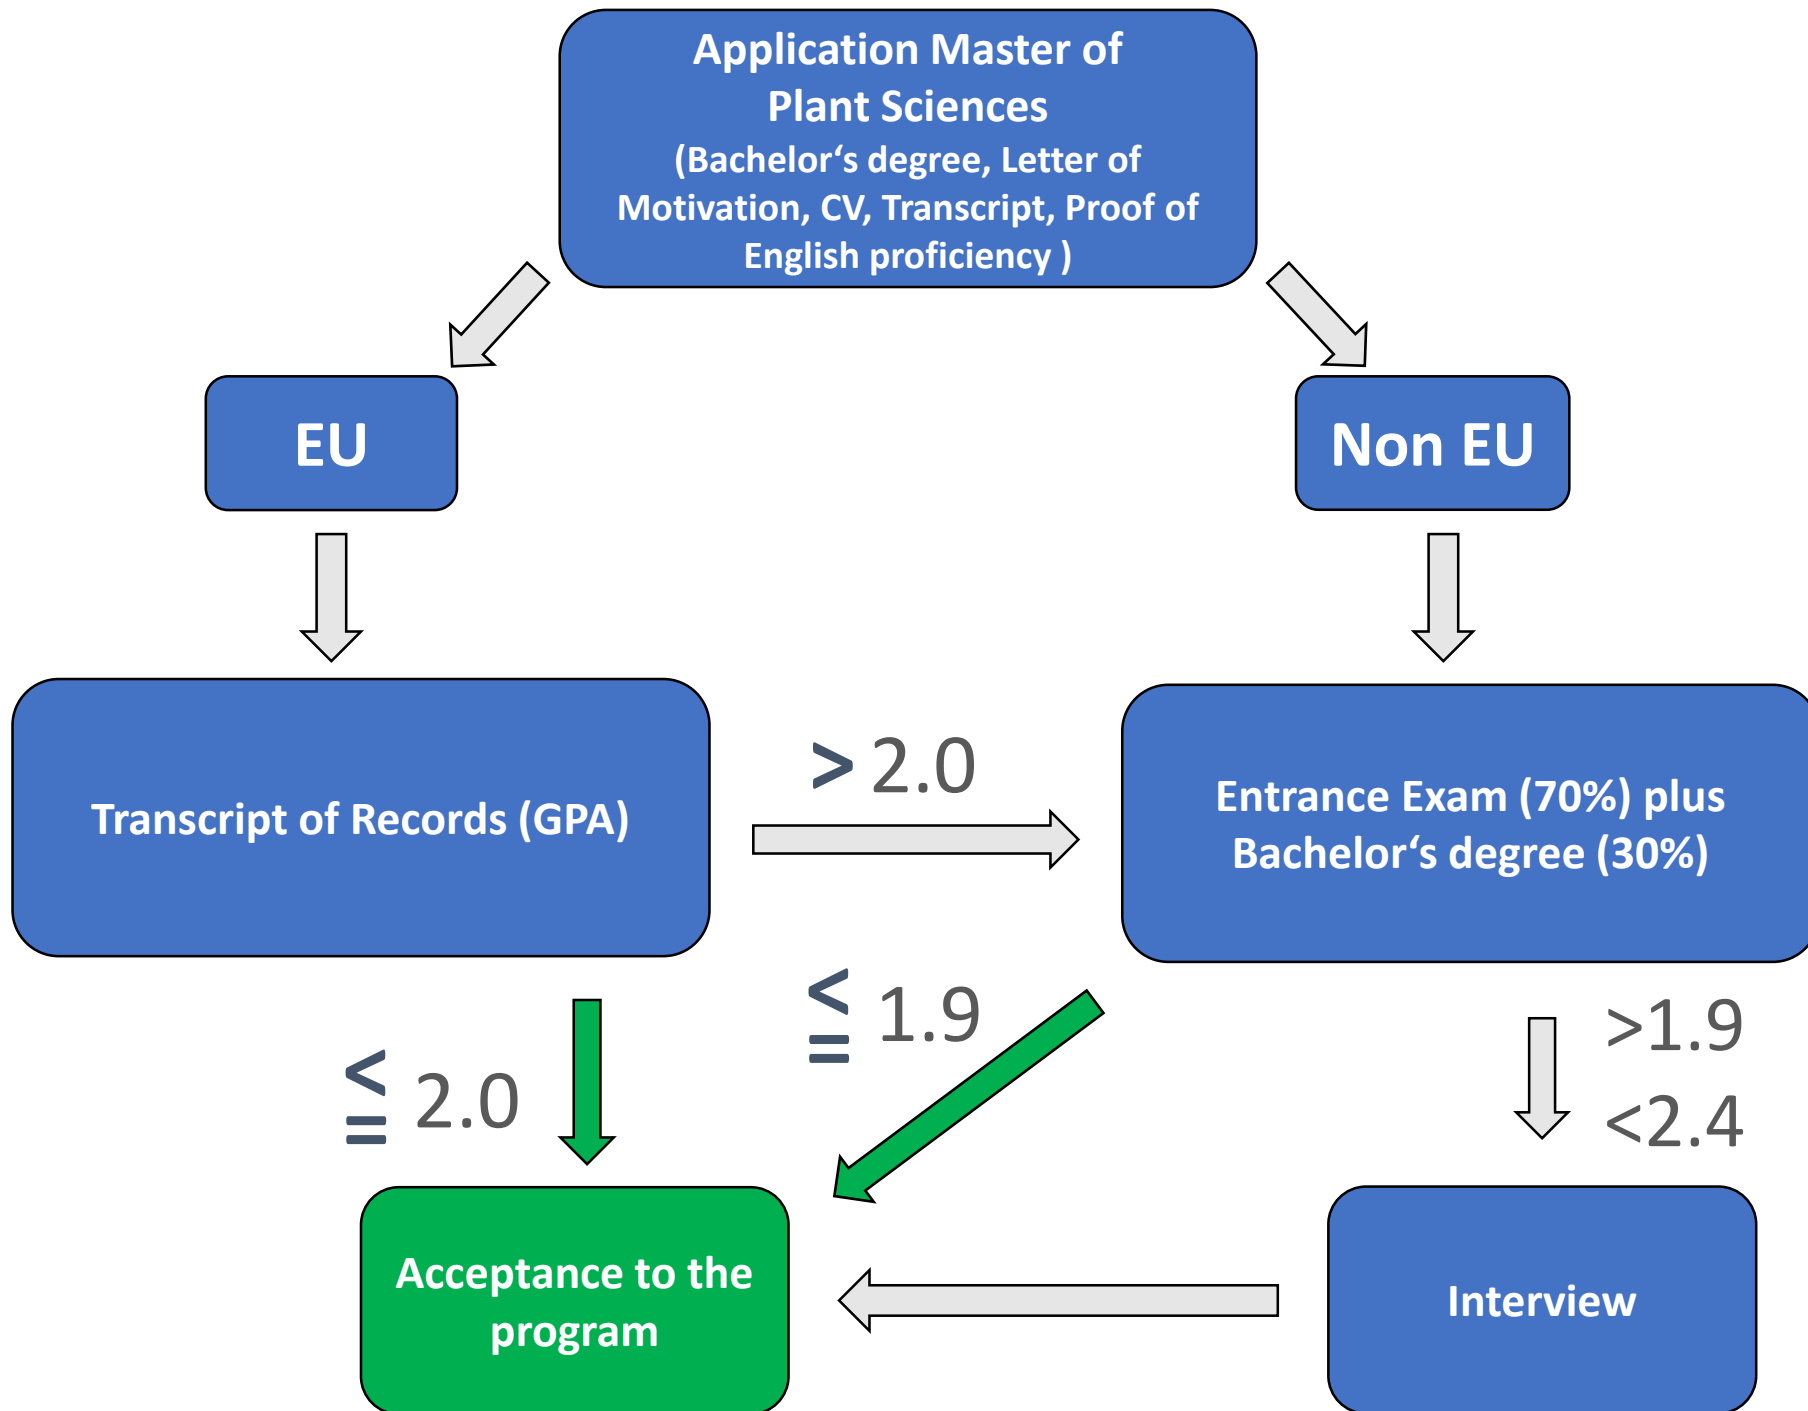 Application Master of
Plant Sciences
(Bachelor‘s degree, Letter of
Motivation, CV, Transcript, Proof of
English proficiency )
EU
Non EU
Transcript of Records (GPA)
> 2.0
Entrance Exam (70%) plus
Bachelor‘s degree (30%)
≦ 2.0
≦ 1.9
>1.9
<2.4
Acceptance to the
program
Interview